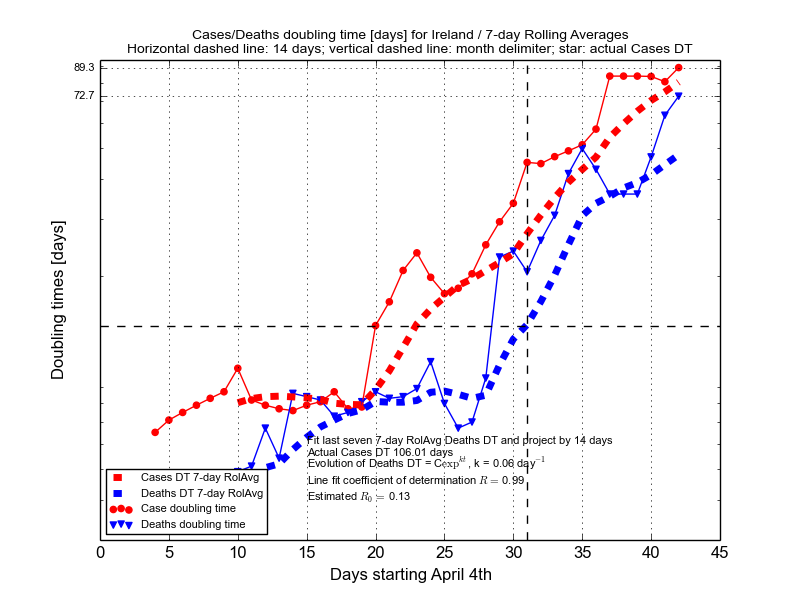 Cases/Deaths doubling time [days] for Ireland / 7-day Rolling Averages
Horizontal dashed line: 14 days; vertical dashed line: month delimiter; star: actual Cases DT
89.3
72.7
Doubling times [days]
Fit last seven 7-day RolAvg Deaths DT and project by 14 days
Actual Cases DT 106.01 days
Evolution of Deaths DT = Cexp^{kt}, k = 0.06 day^{-1}
Line fit coefficient of determination R = 0.99
Estimated R_0 = 0.13
Cases DT 7-day RolAvg
Deaths DT 7-day RolAvg
Case doubling time
Deaths doubling time
0 5 10 15 20 25 30 35 40 45
Days starting April 4th